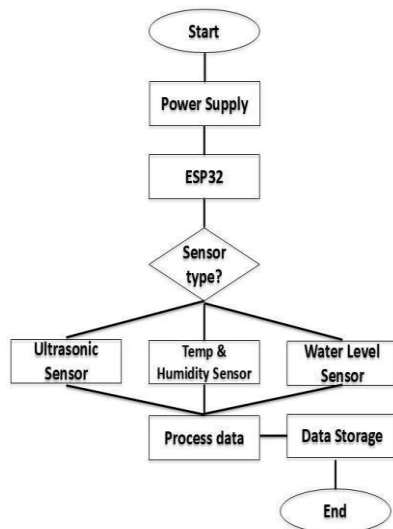 Start
Power Supply
ESP32
Sensor
type?
Ultrasonic
Sensor
Temp &
Humidity Sensor
Water Level
Sensor
Process data
Data Storage
End